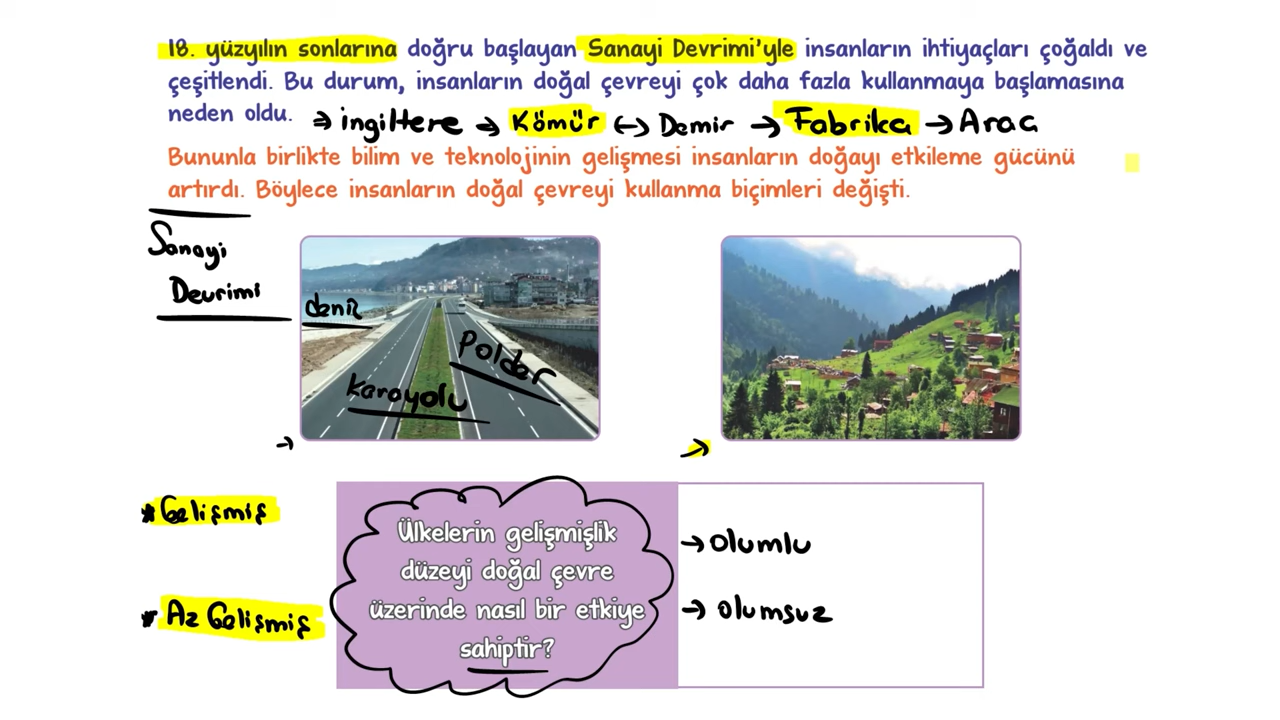 18. yüzyılın sonlarına doğru başlayan Sanayi Devrimi'yle insanların ihtiyaçları çoğaldı ve
çeşitlendi. Bu durum, insanların doğal çevreyi çok daha fazla kullanmaya başlamasına
neden oldu. → ingiltere → Kömür ↔ Demir → Fabrika → Araç
Bununla birlikte bilim ve teknolojinin gelişmesi insanların doğayı etkileme gücünü
artırdı. Böylece insanların doğal çevreyi kullanma biçimleri değişti.
Sanayi
Devrimi
deniz
Polder
Karayolu
* Gelişmiş
* Az Gelişmiş
Ülkelerin gelişmişlik
düzeyi doğal çevre
üzerinde nasıl bir etkiye
sahiptir?
→ Olumlu
→ Olumsuz